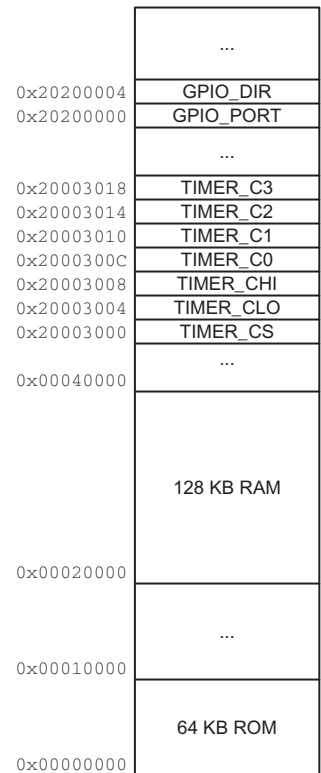 ...
0x20200004 GPIO_DIR
0x20200000 GPIO_PORT
...
0x20003018 TIMER_C3
0x20003014 TIMER_C2
0x20003010 TIMER_C1
0x2000300C TIMER_C0
0x20003008 TIMER_CHI
0x20003004 TIMER_CLO
0x20003000 TIMER_CS
...
0x00040000
128 KB RAM
0x00020000
...
0x00010000
64 KB ROM
0x00000000